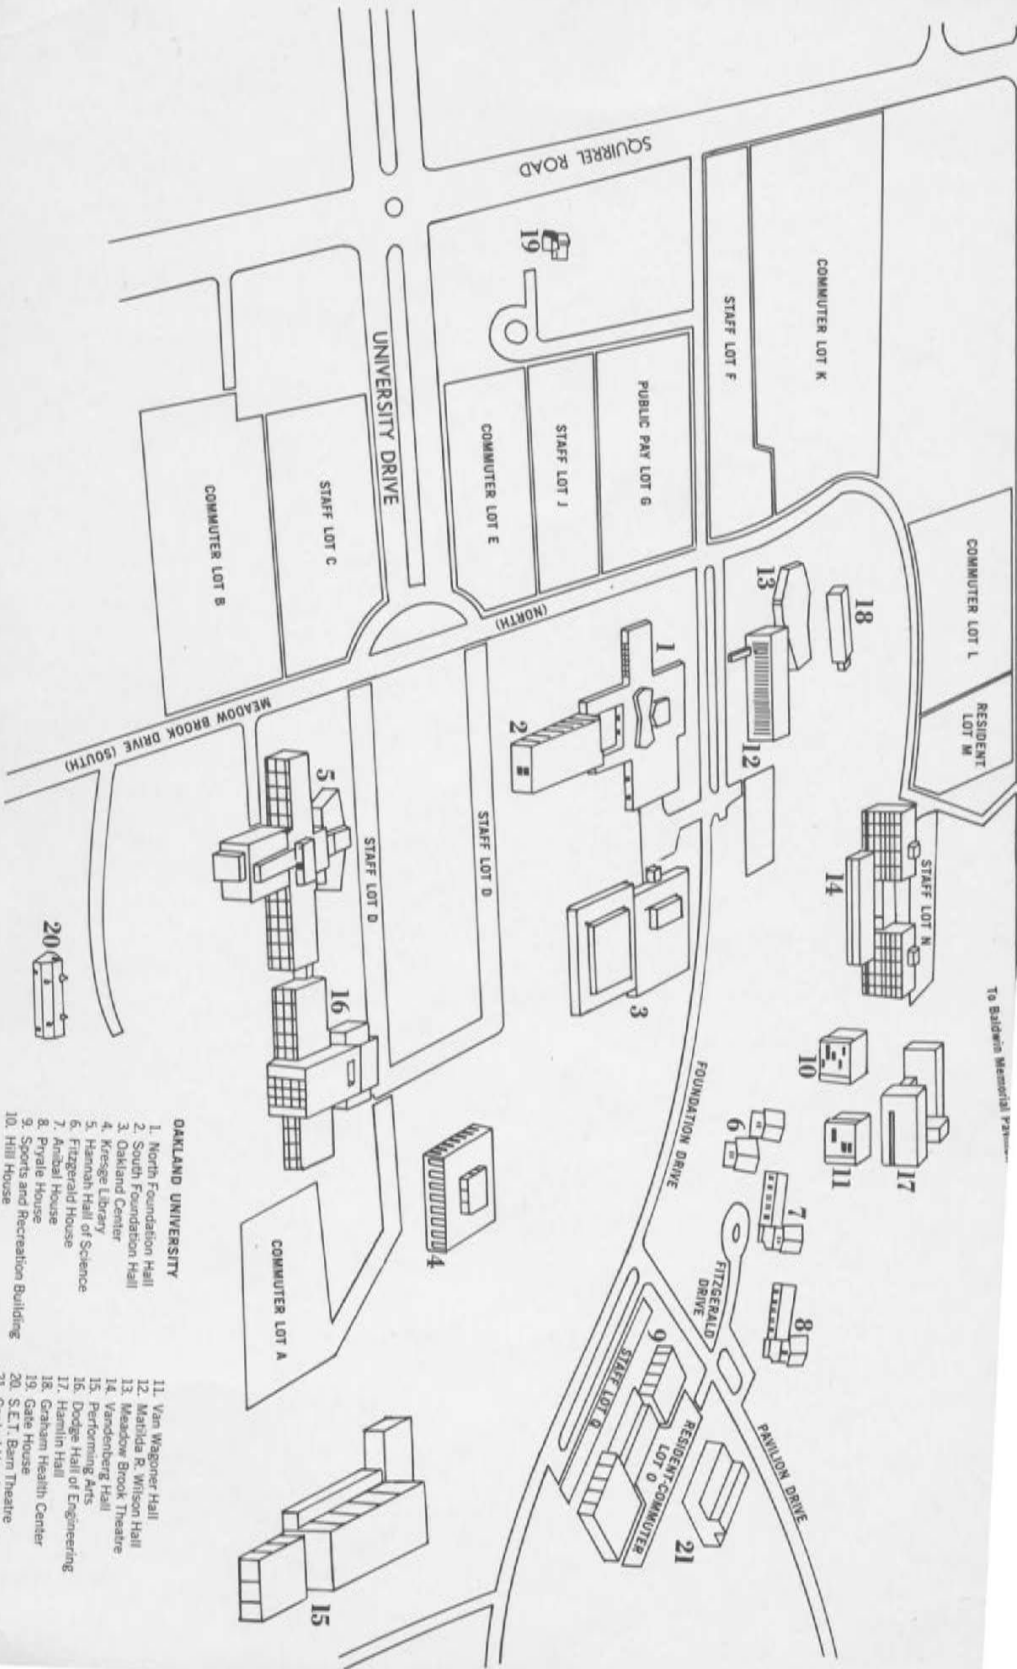 SQUIRREL ROAD
COMMUTER LOT K
STAFF LOT F
19
PUBLIC PAY LOT G
STAFF LOT J
COMMUTER LOT E
UNIVERSITY DRIVE
STAFF LOT C
COMMUTER LOT B
COMMUTER LOT L
RESIDENT
LOT M
(NORTH)
MEADOW BROOK DRIVE (SOUTH)
13
18
1
2
12
5
STAFF LOT D
STAFF LOT D
14
STAFF LOT N
20
3
16
To Baldwin Memorial
10
11
17
6
7
8
FOUNDATION DRIVE
FITZGERALD
DRIVE
4
COMMUTER LOT A
9
STAFF LOT Q
RESIDENT-COMMUTER
LOT O
PAVILION DRIVE
21
15
OAKLAND UNIVERSITY
1. North Foundation Hall
2. South Foundation Hall
3. Oakland Center
4. Kresge Library
5. Hannah Hall of Science
6. Fitzgerald House
7. Anibal House
8. Pryale House
9. Sports and Recreation Building
10. Hill House
11. Van Wagoner Hall
12. Matilda R. Wilson Hall
13. Meadow Brook Theatre
14. Vandenberg Hall
15. Performing Arts
16. Dodge Hall of Engineering
17. Hamlin Hall
18. Graham Health Center
19. Gate House
20. S.E.T. Barn Theatre